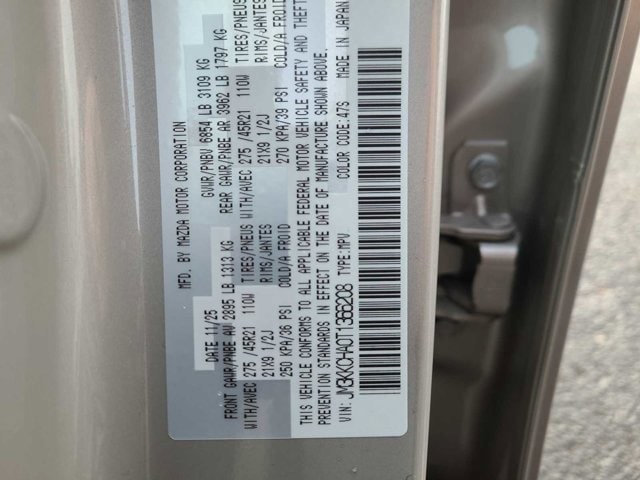 MFD. BY MAZDA MOTOR CORPORATION
DATE 11/25 GVWR/PNBV 6854 LB 3109 KG
FRONT GAWR/PNBE AV 2895 LB 1313 KG REAR GAWR/PNBE AR 3962 LB 1797 KG
WITH/AVEC 275 /45R21 110W TIRES/PNEUS WITH/AVEC 275 /45R21 110W TIRES/PNEUS
21X9 1/2J RIMS/JANTES 21X9 1/2J RIMS/JANTES
250 KPA/36 PSI COLD/A FROID 270 KPA/39 PSI COLD/A FROID
THIS VEHICLE CONFORMS TO ALL APPLICABLE FEDERAL MOTOR VEHICLE SAFETY AND THEFT
PREVENTION STANDARDS IN EFFECT ON THE DATE OF MANUFACTURE SHOWN ABOVE.
COLOR CODE:47S MADE IN JAPAN
VIN: JM3KKCHA0T1366208 TYPE:MPV